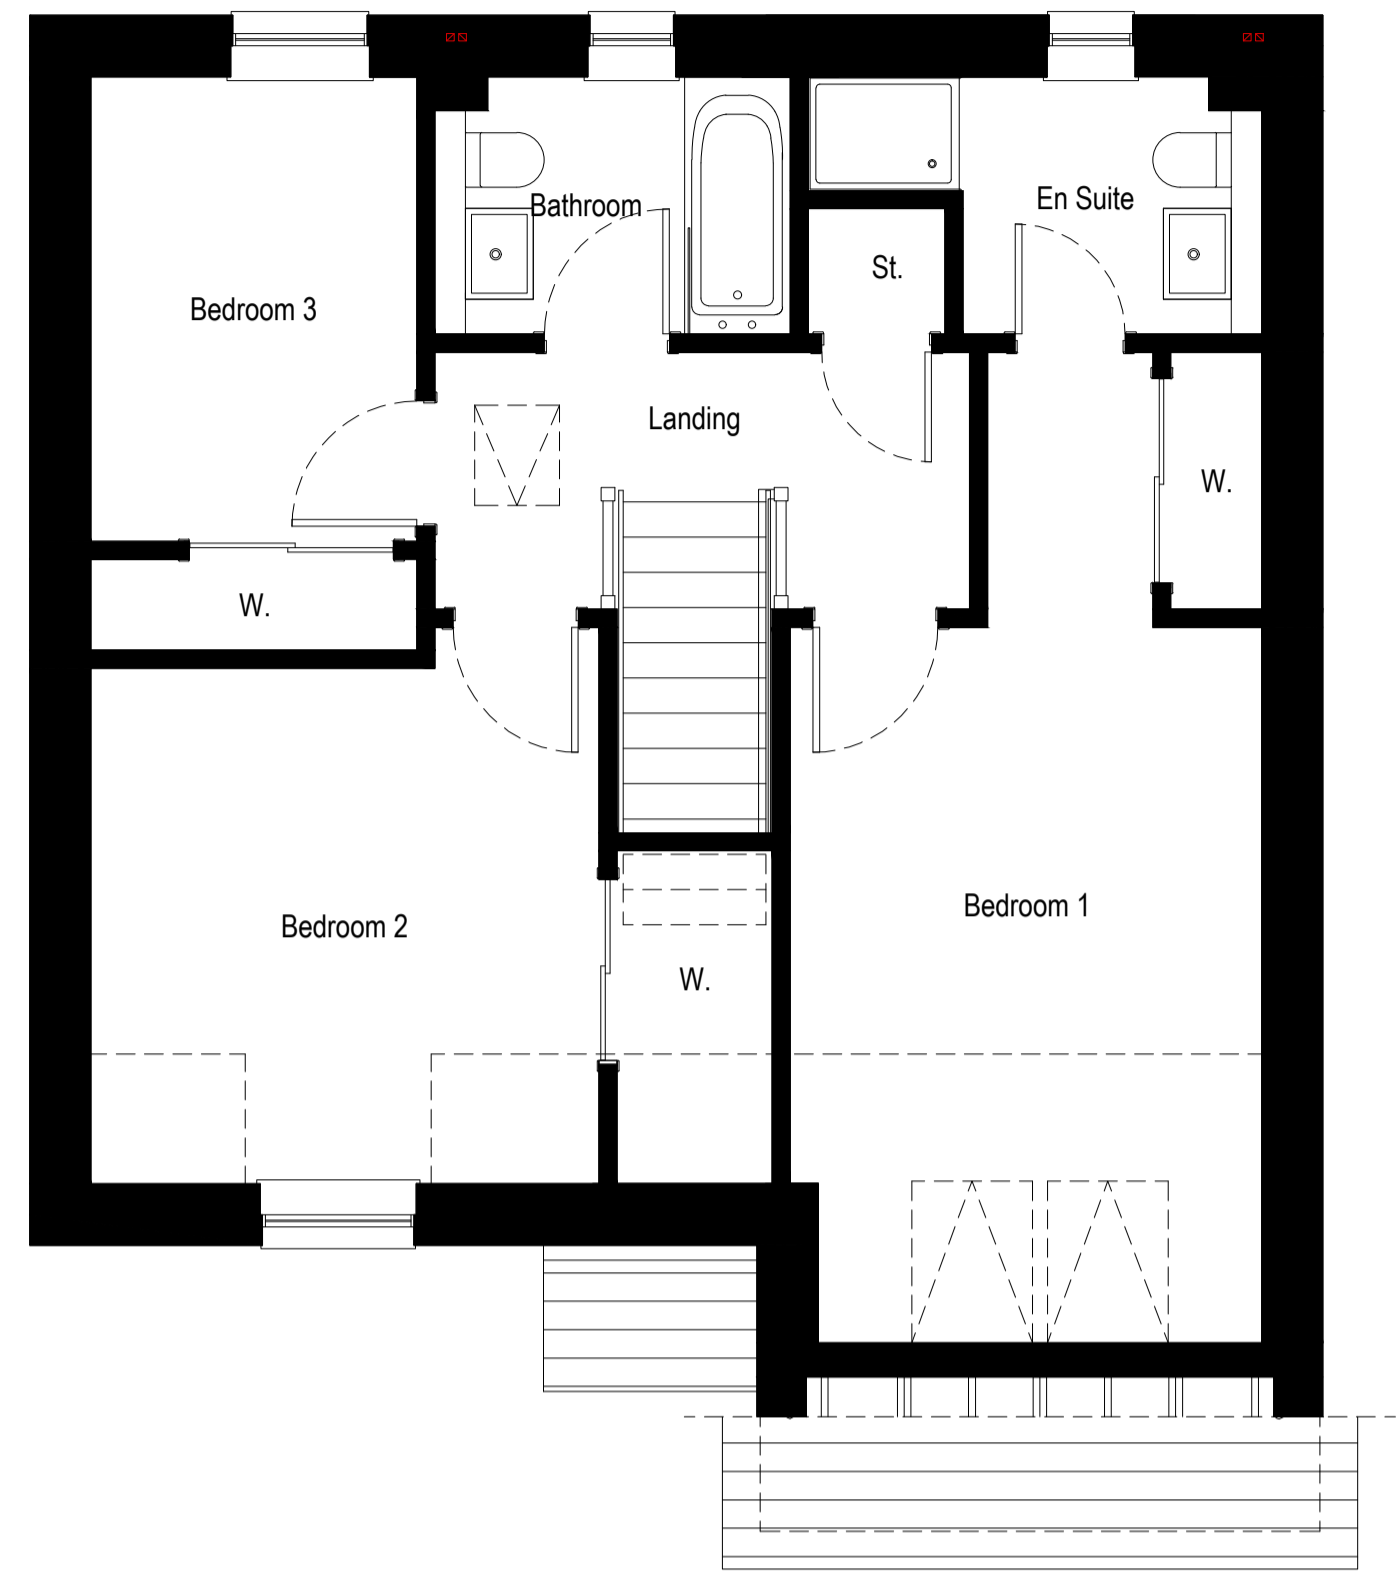 Bathroom
En Suite
St.
Bedroom 3
Landing
W.
W.
Bedroom 1
Bedroom 2
W.